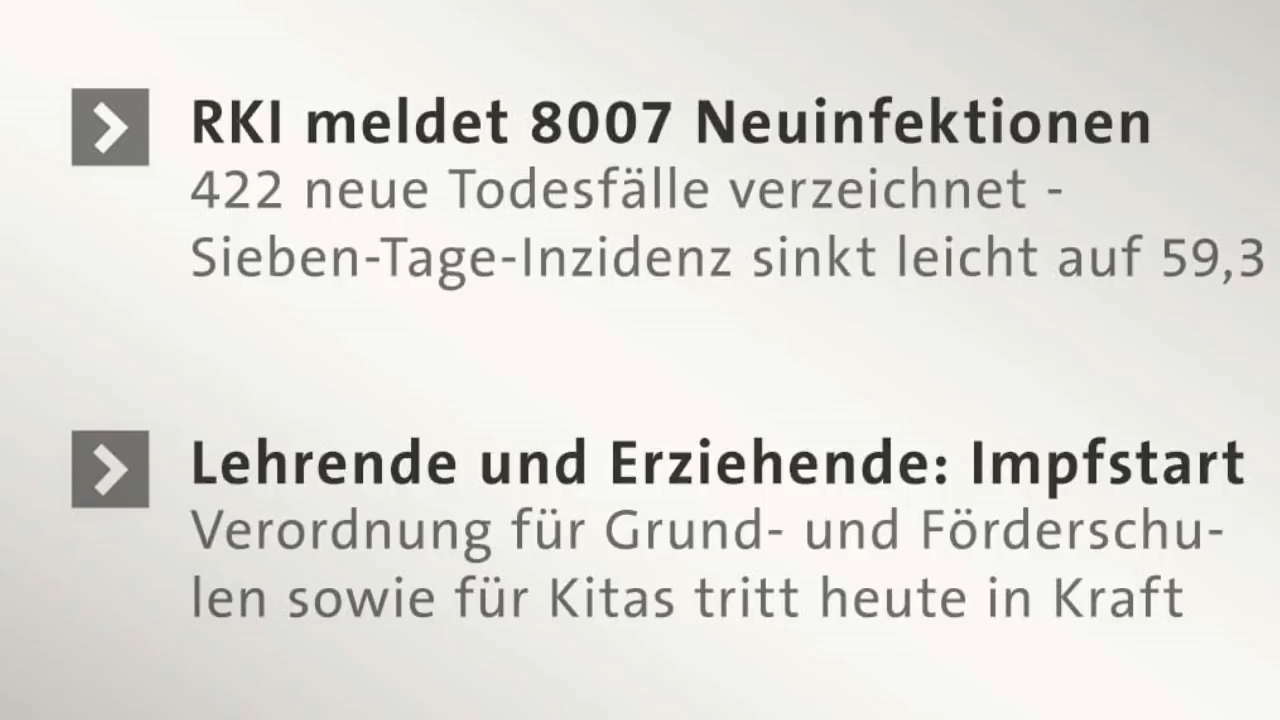 RKI meldet 8007 Neuinfektionen
422 neue Todesfälle verzeichnet -
Sieben-Tage-Inzidenz sinkt leicht auf 59,3
Lehrende und Erziehende: Impfstart
Verordnung für Grund- und Förderschu-
len sowie für Kitas tritt heute in Kraft